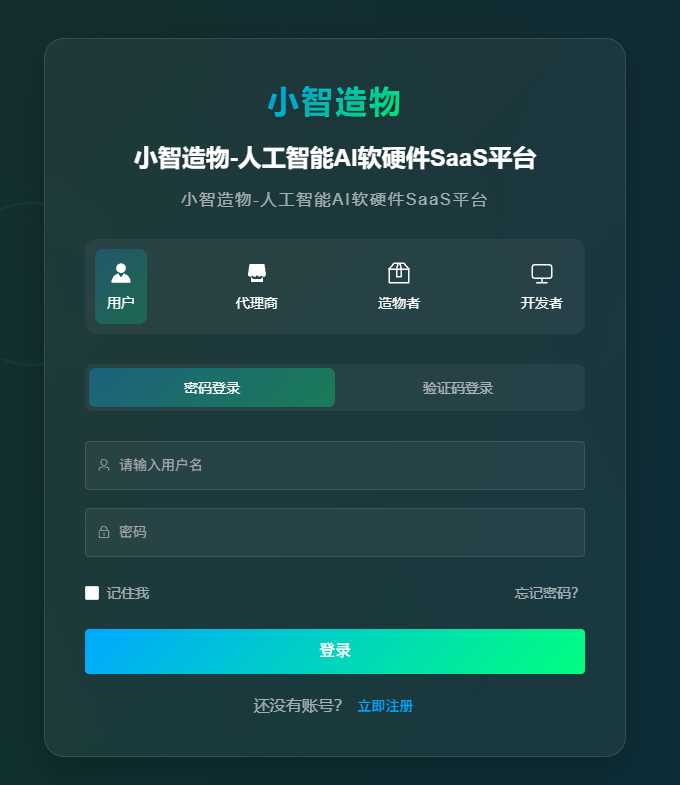 小智造物
小智造物-人工智能AI软硬件SaaS平台
小智造物-人工智能AI软硬件SaaS平台
用户 代理商 造物者 开发者
密码登录 验证码登录
请输入用户名
密码
记住我 忘记密码?
登录
还没有账号? 立即注册